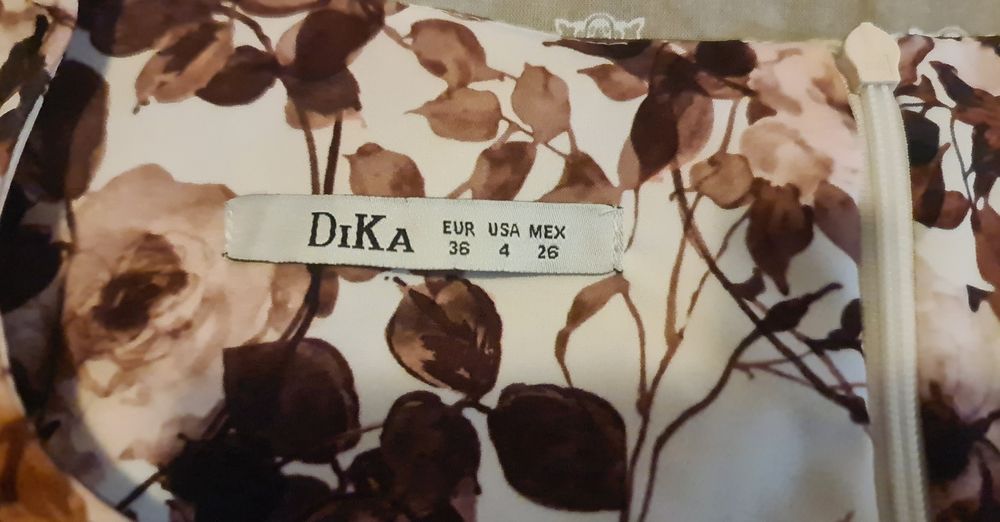 DiKA
EUR USA MEX
36 4 26